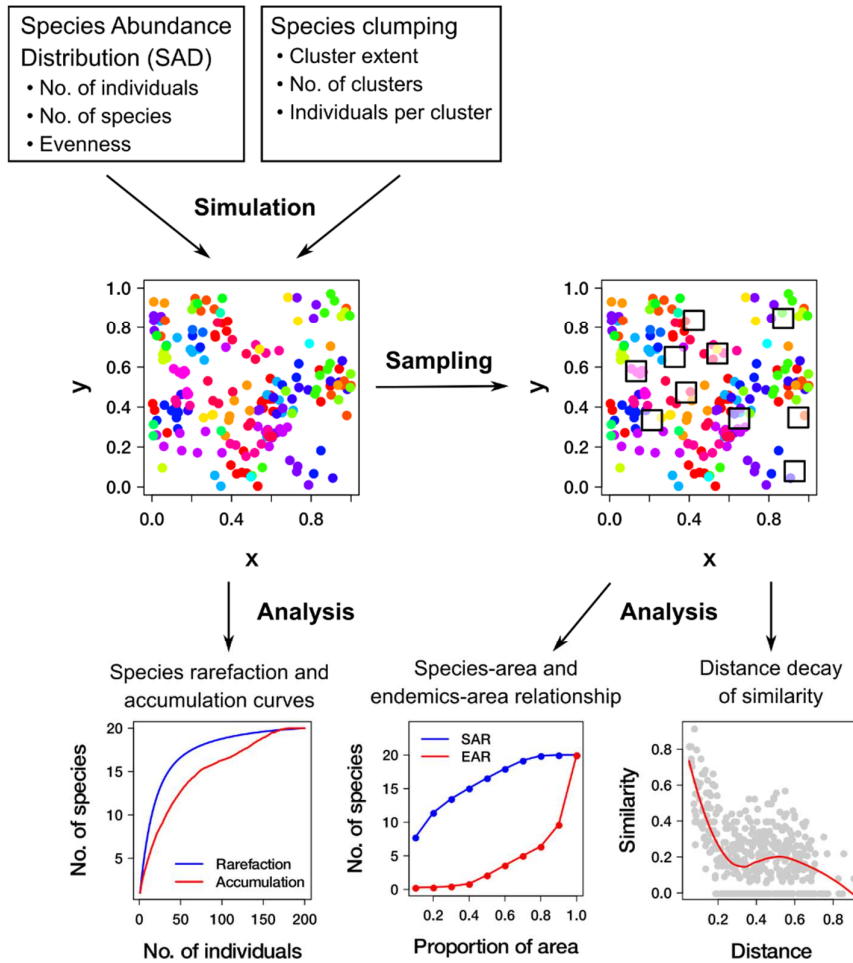 Species Abundance
Distribution (SAD)
• No. of individuals
• No. of species
• Evenness
Species clumping
• Cluster extent
• No. of clusters
• Individuals per cluster
Simulation
1.0
0.8
0.6
0.4
0.2
0.0
y
0.0 0.4 0.8
x
Sampling
1.0
0.8
0.6
0.4
0.2
0.0
y
0.0 0.4 0.8
x
Analysis
Analysis
Species rarefaction and
accumulation curves
No. of species
20
15
10
5
Rarefaction
Accumulation
0 50 100 150 200
No. of individuals
Species-area and
endemics-area relationship
No. of species
20
15
10
5
0
SAR
EAR
0.2 0.4 0.6 0.8 1.0
Proportion of area
Distance decay
of similarity
Similarity
0.8
0.6
0.4
0.2
0.0
0.2 0.4 0.6 0.8
Distance